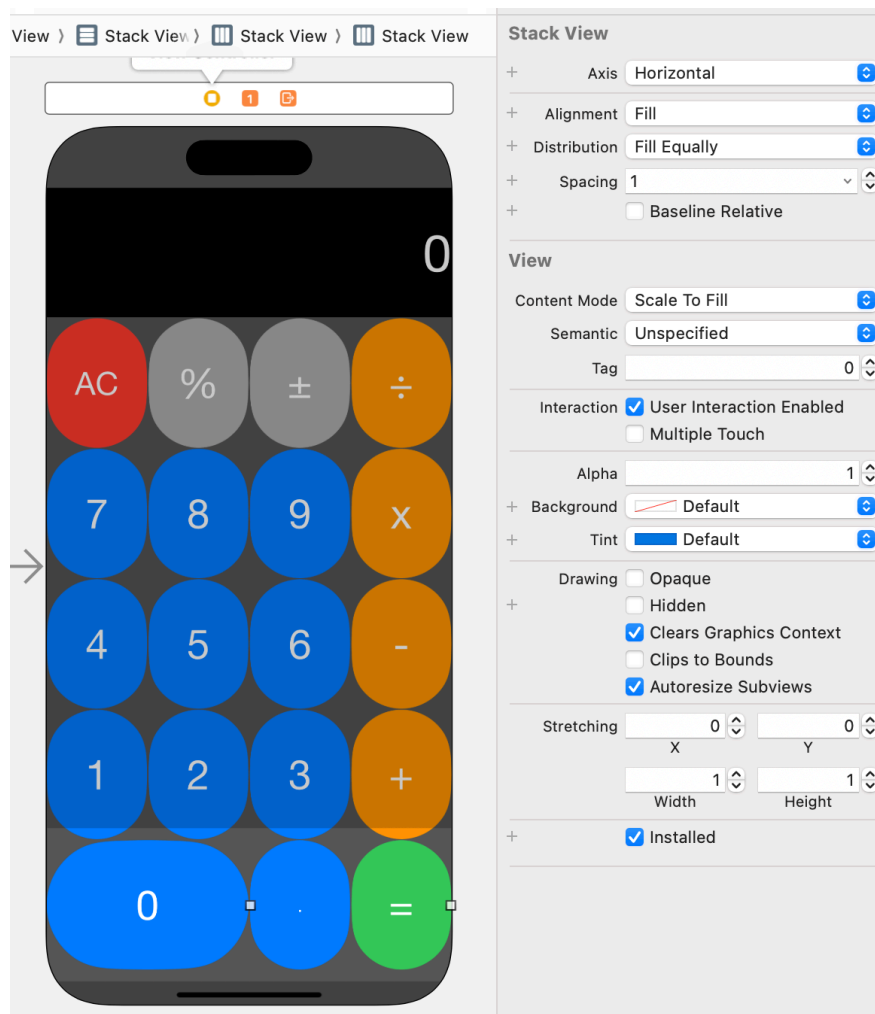 View 〉 Stack View 〉 Stack View 〉 Stack View
1
0
AC % ± ÷
7 8 9 x
4 5 6 -
1 2 3 +
0 . =
Stack View
+ Axis Horizontal
+ Alignment Fill
+ Distribution Fill Equally
+ Spacing 1
+ Baseline Relative
View
Content Mode Scale To Fill
Semantic Unspecified
Tag 0
Interaction User Interaction Enabled
Multiple Touch
Alpha 1
+ Background Default
+ Tint Default
Drawing Opaque
+ Hidden
Clears Graphics Context
Clips to Bounds
Autoresize Subviews
Stretching 0 0
X Y
1 1
Width Height
+ Installed